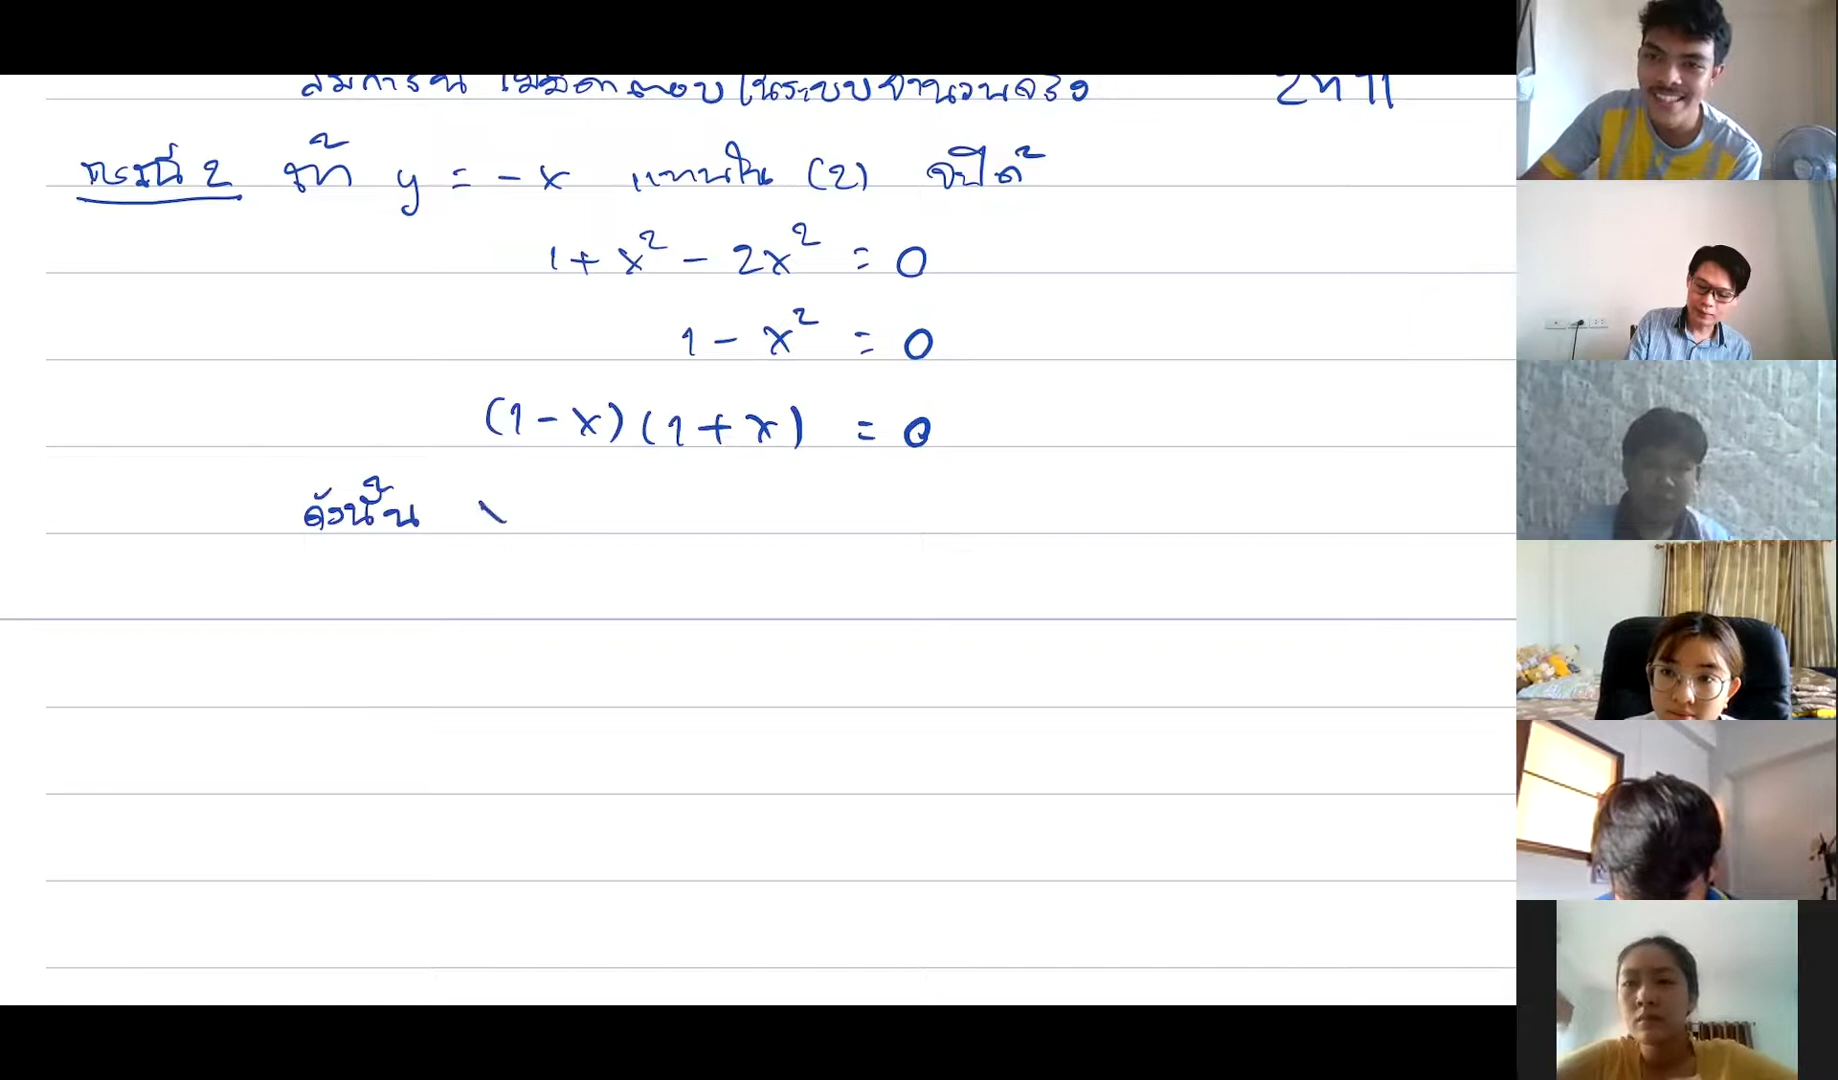 สมการนี้ ไม่มีคำตอบในระบบจำนวนจริง
กรณีที่ 2 ถ้า y = - x แทนใน (2) จะได้
1 + x² - 2x² = 0
1 - x² = 0
(1 - x) (1 + x) = 0
ดังนั้น